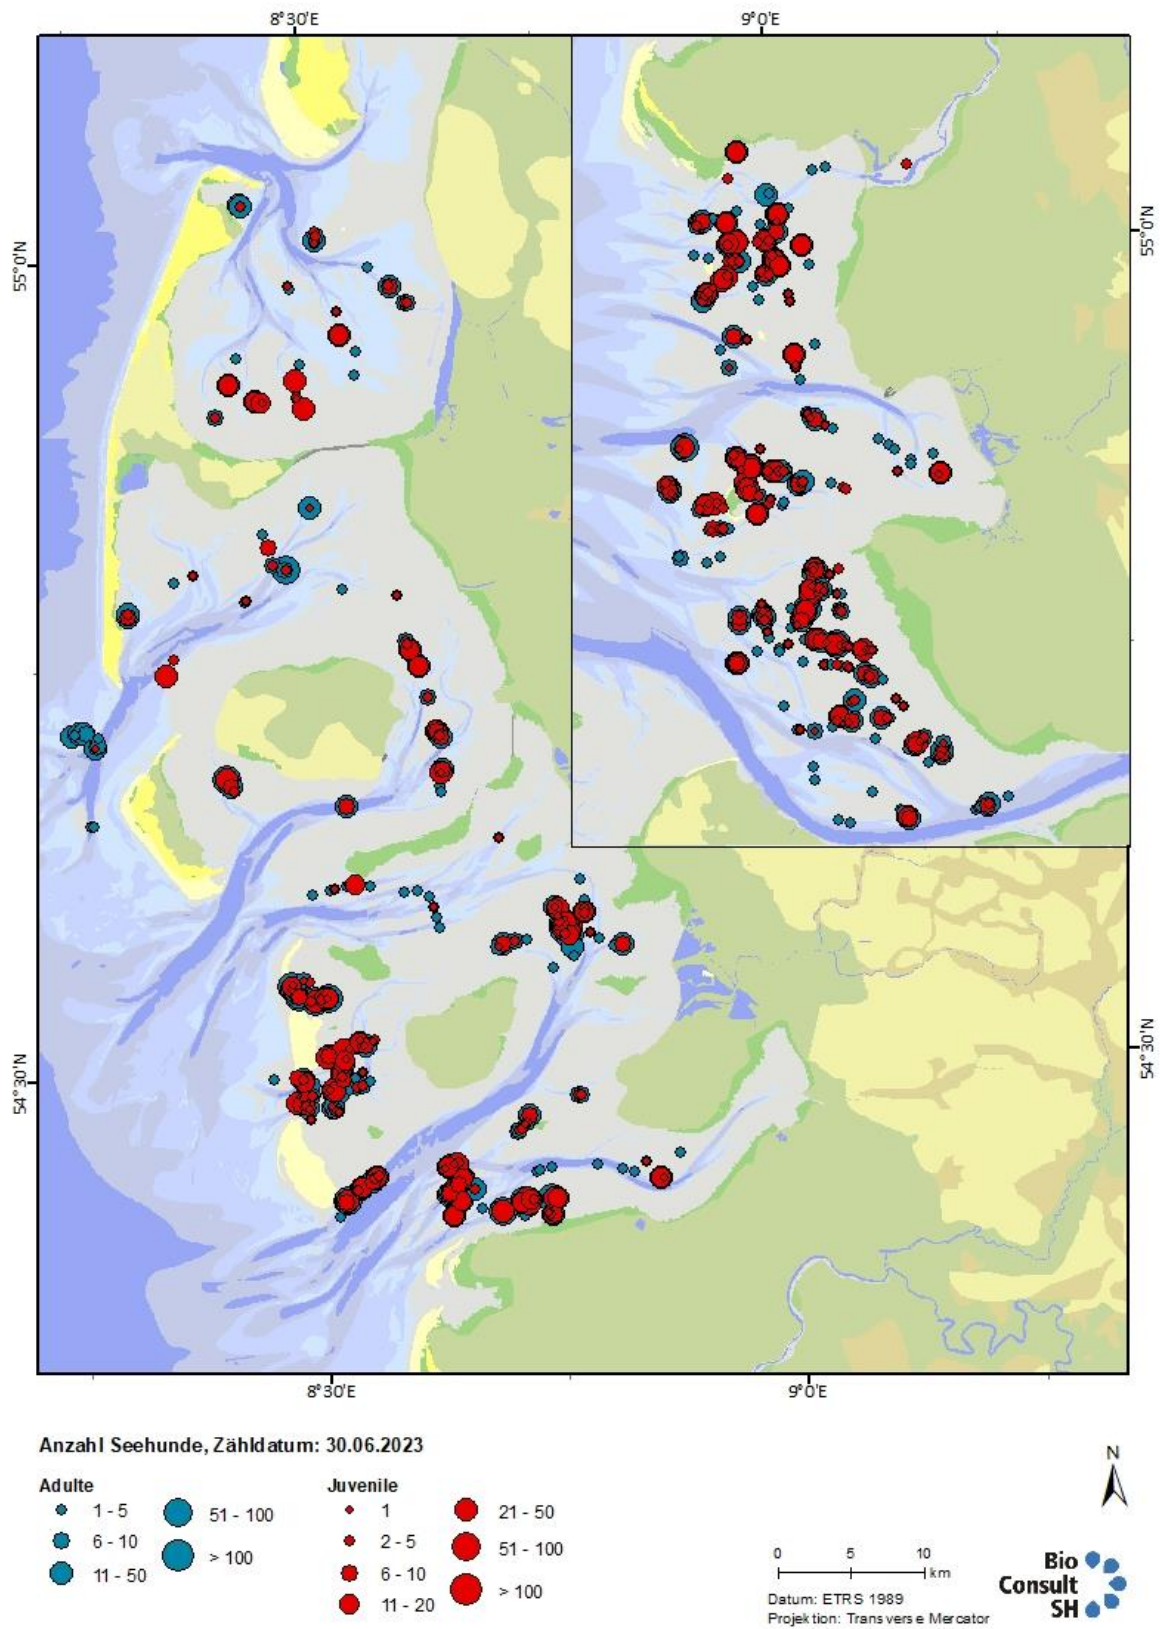 8°30'E
9°0'E
55°0'N
55°0'N
54°30'N
54°30'N
8°30'E
9°0'E
Anzahl Seehunde, Zähldatum: 30.06.2023
Adulte
1 - 5
6 - 10
11 - 50
51 - 100
> 100
Juvenile
1
2 - 5
6 - 10
11 - 20
21 - 50
51 - 100
> 100
N
0 5 10
km
Datum: ETRS 1989
Projektion: Transverse Mercator
Bio
Consult
SH